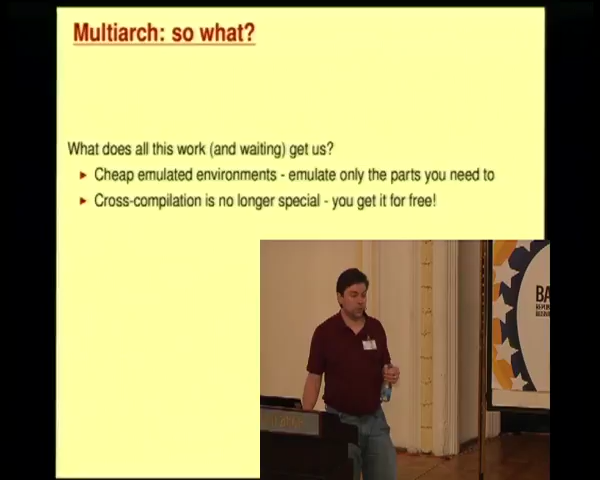 Multiarch: so what?
What does all this work (and waiting) get us?
Cheap emulated environments - emulate only the parts you need to
Cross-compilation is no longer special - you get it for free!
BA